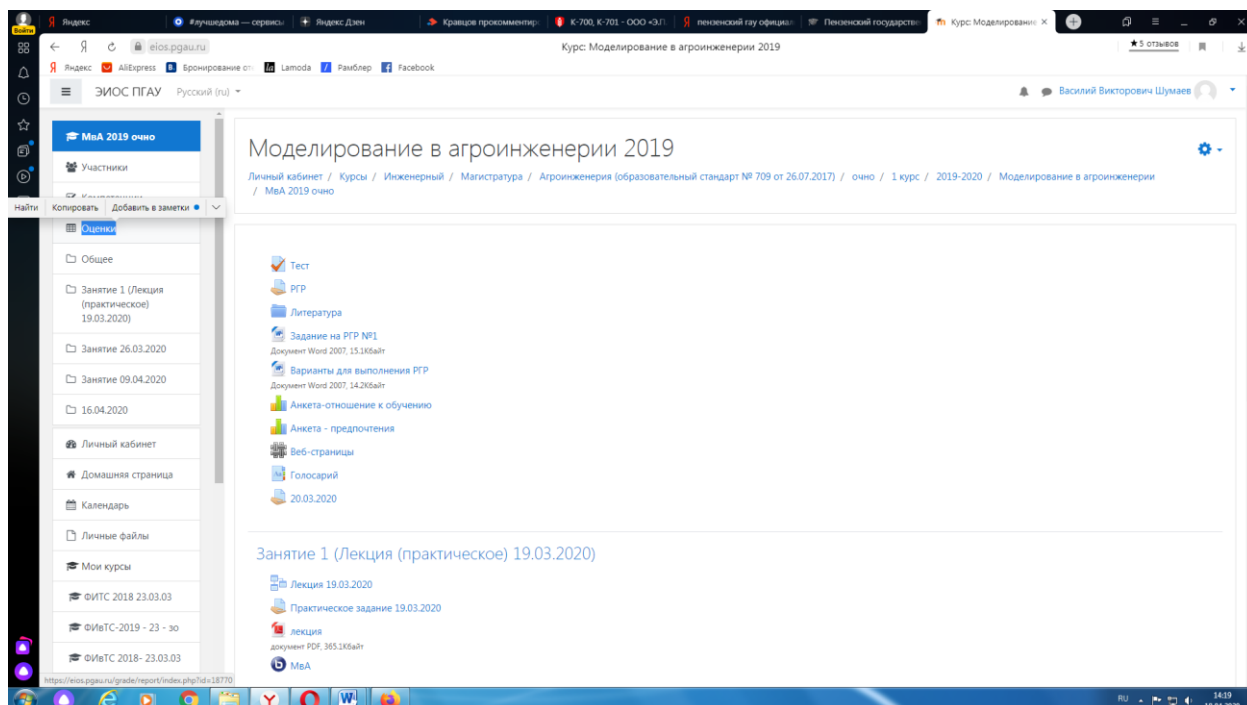 Яндекс
#лучшедома — сервисы
Яндекс.Дзен
Кравцов прокомментир
К-700, К-701 - ООО «Э.П.
пензенский гау официал
Пензенский государстве
Курс: Моделирование
Войти
eios.pgau.ru
Курс: Моделирование в агроинженерии 2019
★ 5 отзывов
Яндекс AliExpress Бронирование от Lamoda Рамблер Facebook
ЭИОС ПГАУ Русский (ru)
Василий Викторович Шумаев
МвА 2019 очно
Участники
Компетенции
Найти Копировать Добавить в заметки
Оценки
Общее
Занятие 1 (Лекция
(практическое)
19.03.2020)
Занятие 26.03.2020
Занятие 09.04.2020
16.04.2020
Личный кабинет
Домашняя страница
Календарь
Личные файлы
Мои курсы
ФИТС 2018 23.03.03
ФИвТС-2019 - 23 - зо
ФИвТС 2018- 23.03.03
https://eios.pgau.ru/grade/report/index.php?id=18770
Моделирование в агроинженерии 2019
Личный кабинет / Курсы / Инженерный / Магистратура / Агроинженерия (образовательный стандарт № 709 от 26.07.2017) / очно / 1 курс / 2019-2020 / Моделирование в агроинженерии
/ МвА 2019 очно
Тест
РГР
Литература
Задание на РГР №1
Документ Word 2007, 15.1Кбайт
Варианты для выполнения РГР
Документ Word 2007, 14.2Кбайт
Анкета-отношение к обучению
Анкета - предпочтения
Веб-страницы
Голосарий
20.03.2020
Занятие 1 (Лекция (практическое) 19.03.2020)
Лекция 19.03.2020
Практическое задание 19.03.2020
лекция
документ PDF, 365.1Кбайт
МвА
RU
14:19